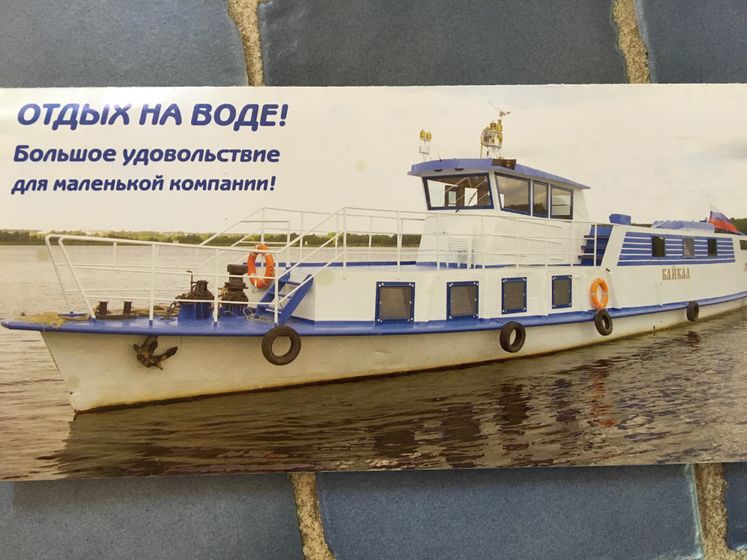 ОТДЫХ НА ВОДЕ!
Большое удовольствие
для маленькой компании!
БАЙКАЛ